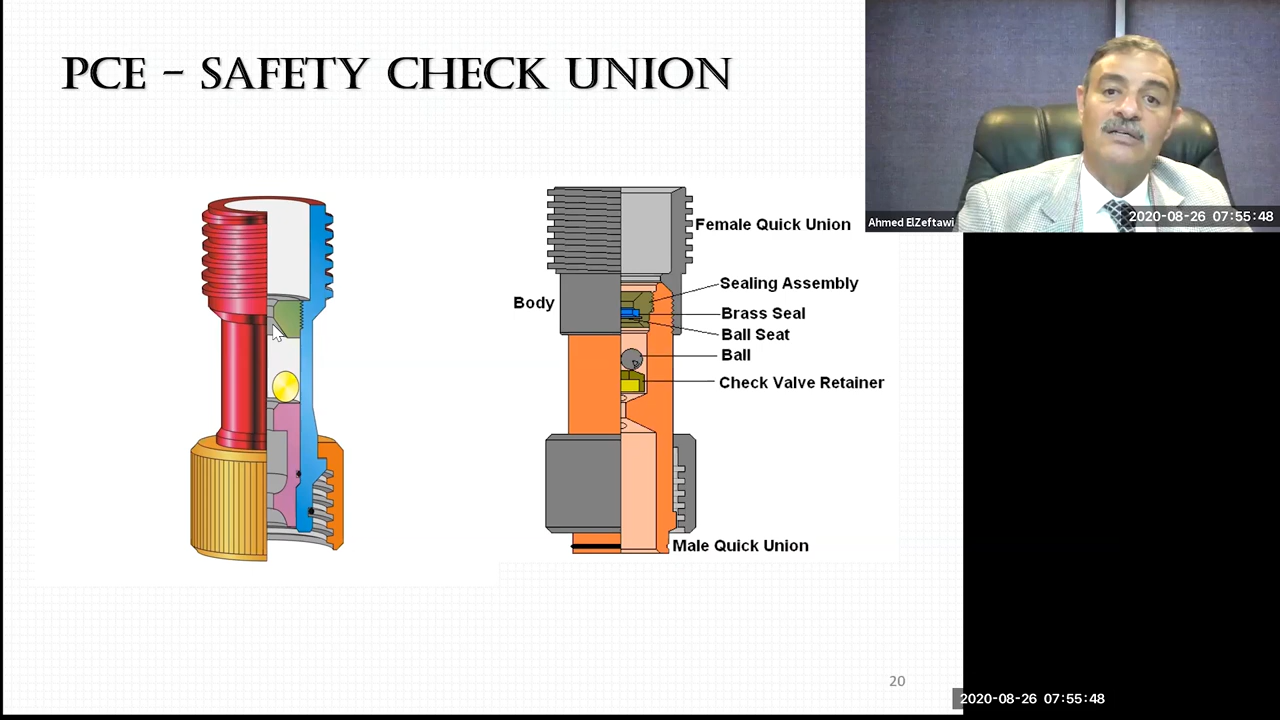 PCE – SAFETY CHECK UNION
Ahmed ElZeftawi
2020-08-26 07:55:48
Female Quick Union
Sealing Assembly
Body
Brass Seal
Ball Seat
Ball
Check Valve Retainer
Male Quick Union
20
2020-08-26 07:55:48